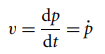 v = dp/dt = ṗ